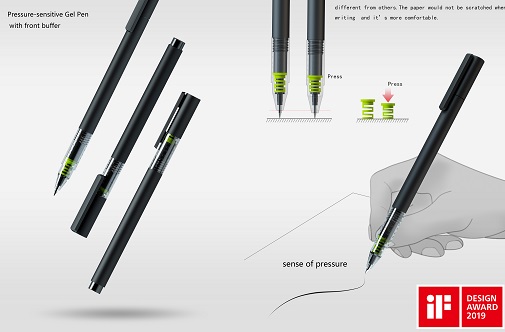 Pressure-sensitive Gel Pen
with front buffer
different from others. The paper would not be scratched when
writing and it's more comfortable.
Press
Press
sense of pressure
iF
DESIGN
AWARD
2019